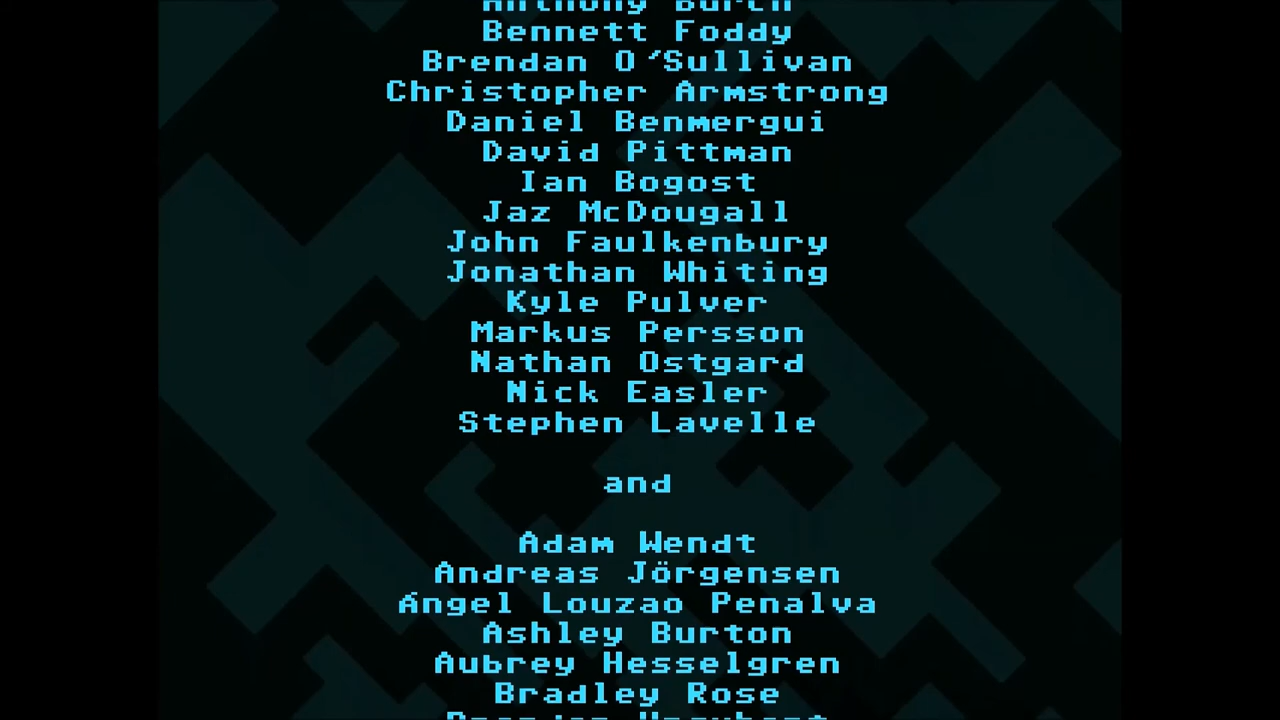 Anthony Burch
Bennett Foddy
Brendan O'Sullivan
Christopher Armstrong
Daniel Benmergui
David Pittman
Ian Bogost
Jaz McDougall
John Faulkenbury
Jonathan Whiting
Kyle Pulver
Markus Persson
Nathan Ostgard
Nick Easler
Stephen Lavelle
and
Adam Wendt
Andreas Jörgensen
Ángel Louzao Penalva
Ashley Burton
Aubrey Hesselgren
Bradley Rose